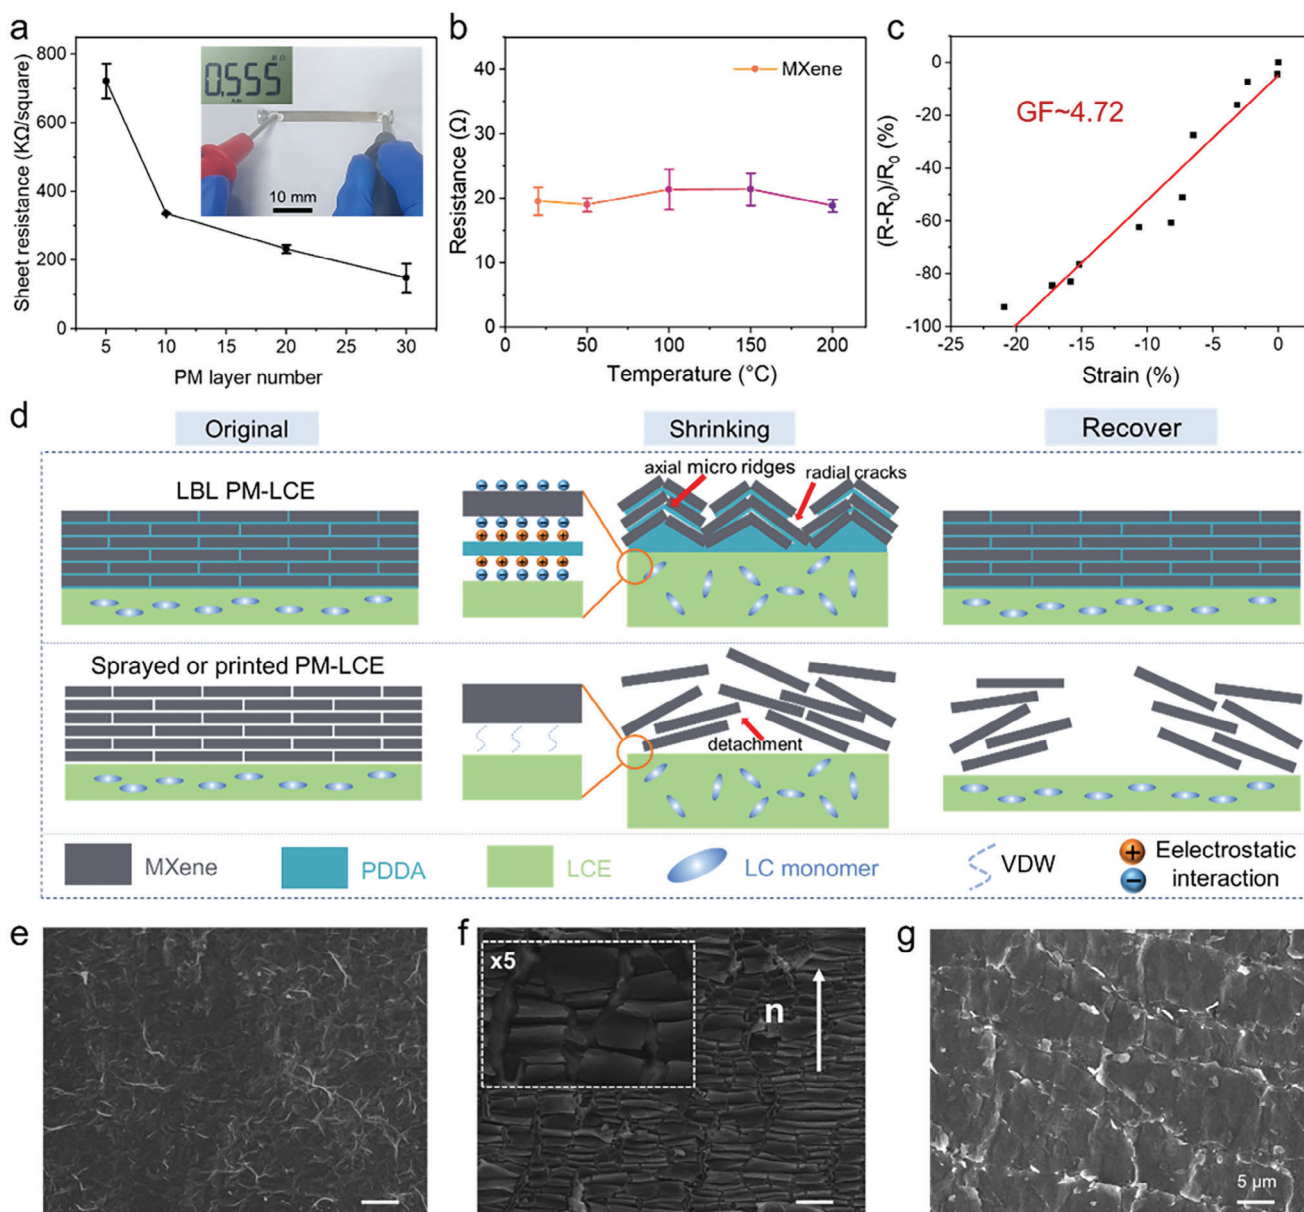 a
Sheet resistance (KΩ/square)
800
600
400
200
0
5 10 15 20 25 30
PM layer number
0.555
10 mm
b
Resistance (Ω)
40
30
20
10
0
0 50 100 150 200
Temperature (°C)
MXene
c
(R-R0)/R0 (%)
0
-20
-40
-60
-80
-100
-25 -20 -15 -10 -5 0
Strain (%)
GF~4.72
d
Original
Shrinking
Recover
LBL PM-LCE
axial micro ridges
radial cracks
Sprayed or printed PM-LCE
detachment
MXene
PDDA
LCE
LC monomer
VDW
Eelectrostatic
interaction
e
f
x5
n
g
5 µm